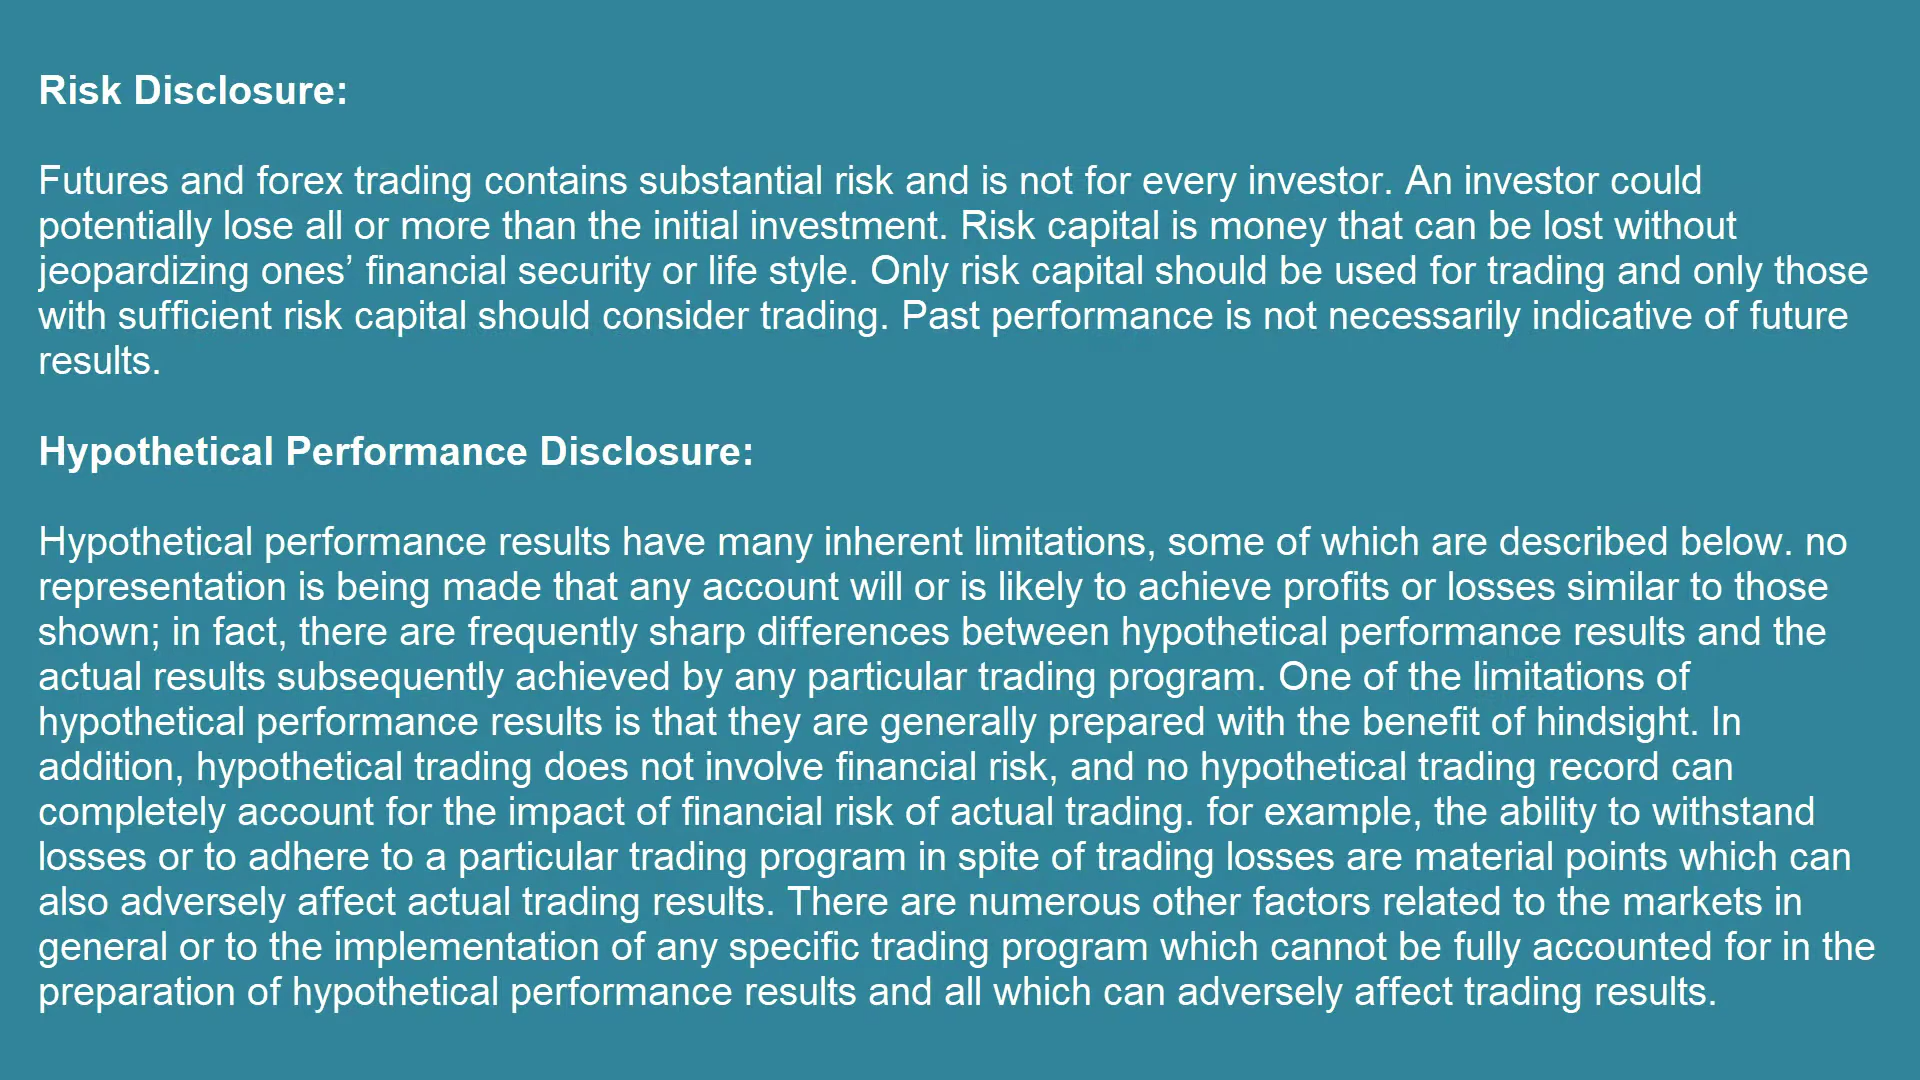 Risk Disclosure:
Futures and forex trading contains substantial risk and is not for every investor. An investor could
potentially lose all or more than the initial investment. Risk capital is money that can be lost without
jeopardizing ones’ financial security or life style. Only risk capital should be used for trading and only those
with sufficient risk capital should consider trading. Past performance is not necessarily indicative of future
results.
Hypothetical Performance Disclosure:
Hypothetical performance results have many inherent limitations, some of which are described below. no
representation is being made that any account will or is likely to achieve profits or losses similar to those
shown; in fact, there are frequently sharp differences between hypothetical performance results and the
actual results subsequently achieved by any particular trading program. One of the limitations of
hypothetical performance results is that they are generally prepared with the benefit of hindsight. In
addition, hypothetical trading does not involve financial risk, and no hypothetical trading record can
completely account for the impact of financial risk of actual trading. for example, the ability to withstand
losses or to adhere to a particular trading program in spite of trading losses are material points which can
also adversely affect actual trading results. There are numerous other factors related to the markets in
general or to the implementation of any specific trading program which cannot be fully accounted for in the
preparation of hypothetical performance results and all which can adversely affect trading results.